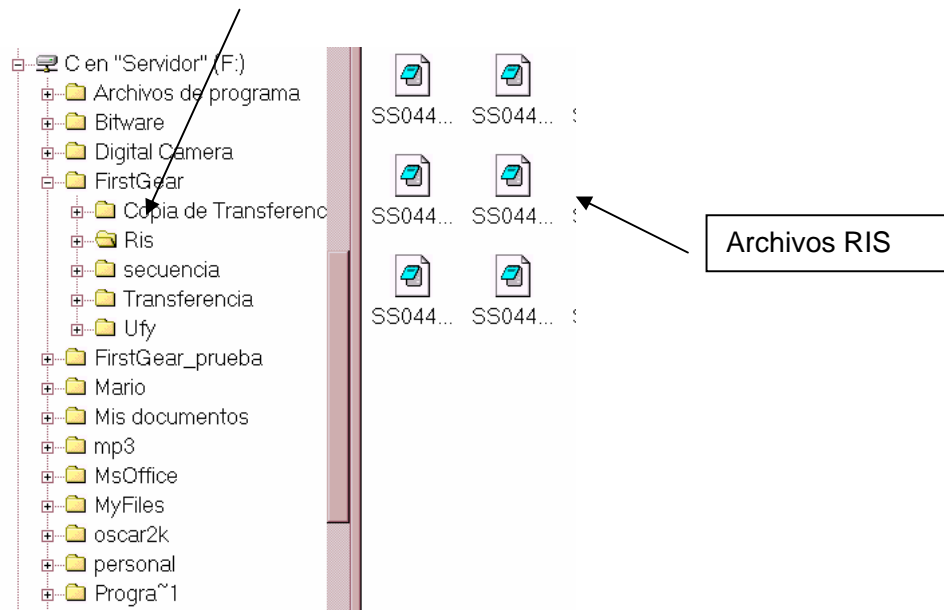 C en "Servidor" (F:)
Archivos de programa
Bitware
Digital Camera
FirstGear
Copia de Transferenc
Ris
secuencia
Transferencia
Ufy
FirstGear_prueba
Mario
Mis documentos
mp3
MsOffice
MyFiles
oscar2k
personal
Progra~1
SS044... SS044...
SS044... SS044...
SS044... SS044...
Archivos RIS